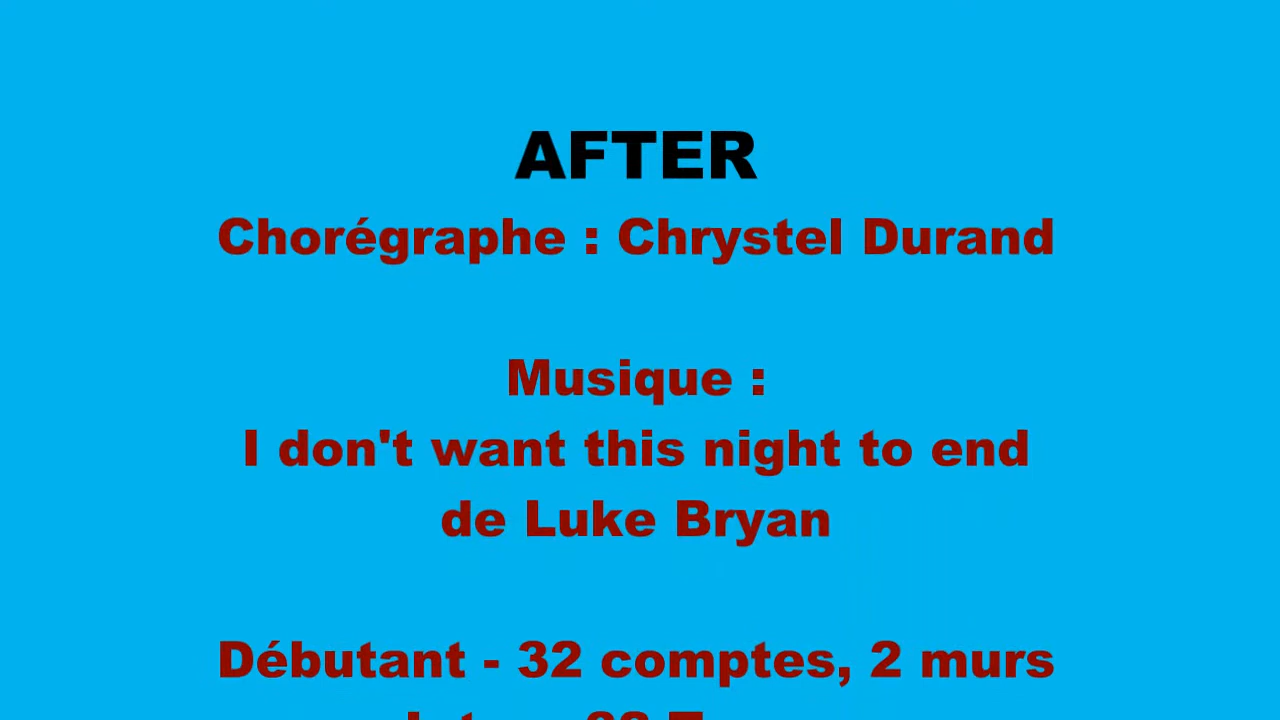 AFTER
Chorégraphe : Chrystel Durand
Musique :
I don't want this night to end
de Luke Bryan
Débutant - 32 comptes, 2 murs